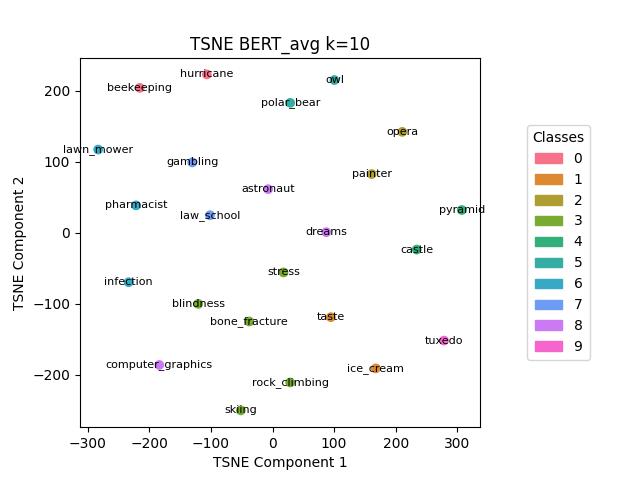 TSNE BERT_avg k=10
TSNE Component 2
200
100
0
−100
−200
hurricane
beekeeping
owl
polar_bear
lawn_mower
opera
gambling
painter
astronaut
pharmacist
law_school
pyramid
dreams
castle
stress
infection
blindness
bone_fracture
taste
tuxedo
computer_graphics
ice_cream
rock_climbing
skiing
−300 −200 −100 0 100 200 300
TSNE Component 1
Classes
0
1
2
3
4
5
6
7
8
9